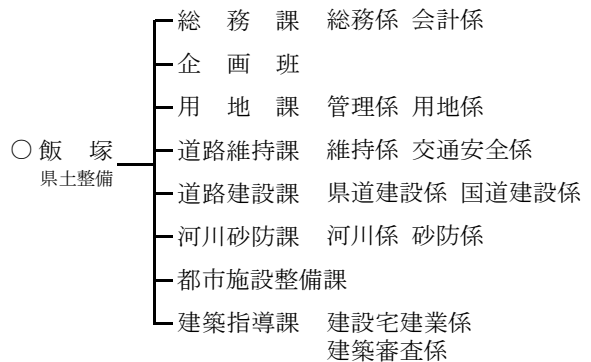 総務課 総務係 会計係
企画班
用地課 管理係 用地係
○飯塚
県土整備
道路維持課 維持係 交通安全係
道路建設課 県道建設係 国道建設係
河川砂防課 河川係 砂防係
都市施設整備課
建築指導課 建設宅建業係
建築審査係